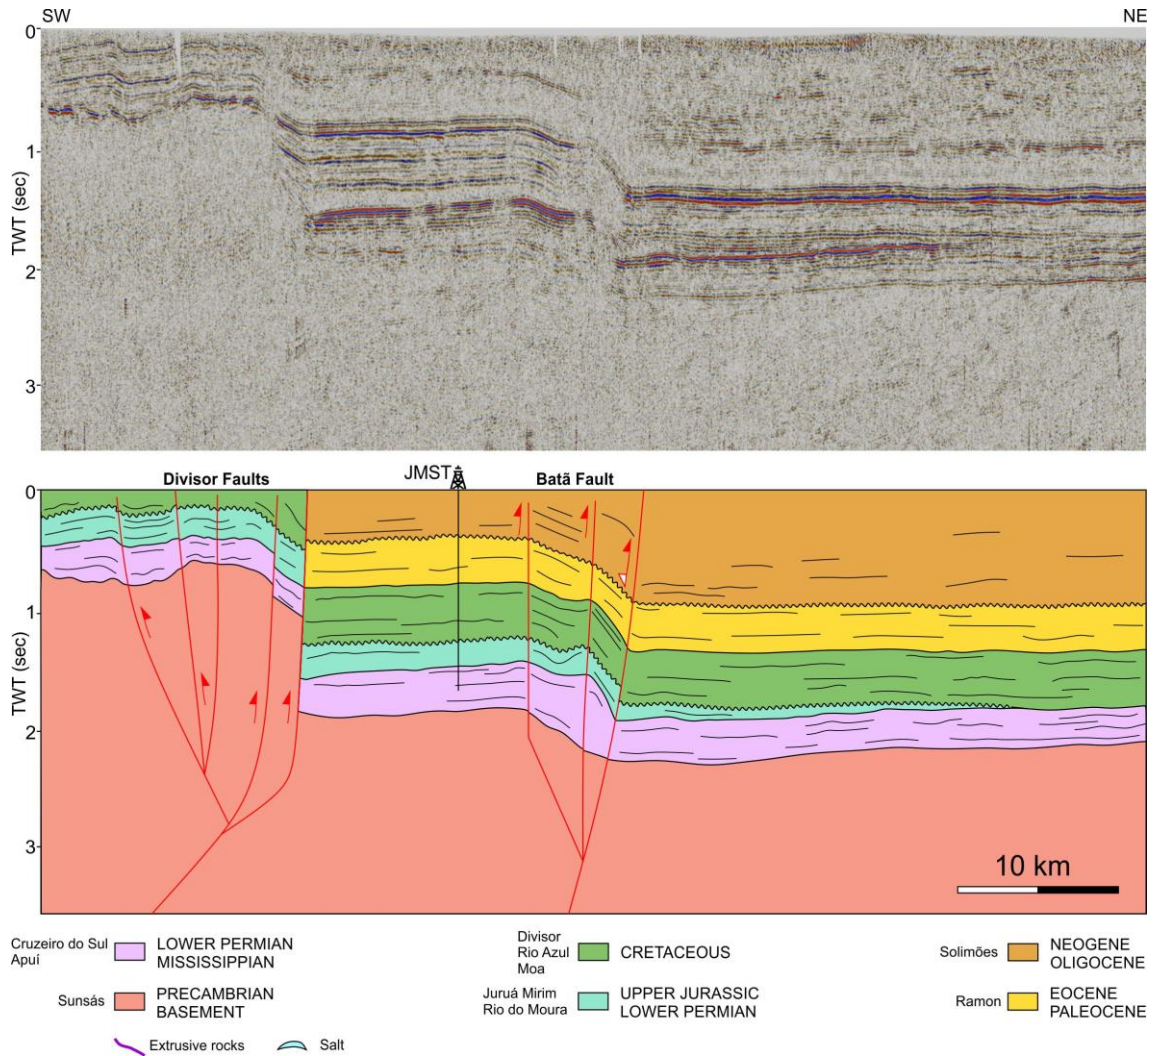 SW NE
0
1
TWT (sec)
2
3
Divisor Faults JMST Batã Fault
0
1
TWT (sec)
2
3
10 km
Cruzeiro do Sul
Apuí
LOWER PERMIAN
MISSISSIPPIAN
Divisor
Rio Azul
Moa
CRETACEOUS
Solimões
NEOGENE
OLIGOCENE
Sunsás
PRECAMBRIAN
BASEMENT
Juruá Mirim
Rio do Moura
UPPER JURASSIC
LOWER PERMIAN
Ramon
EOCENE
PALEOCENE
Extrusive rocks Salt